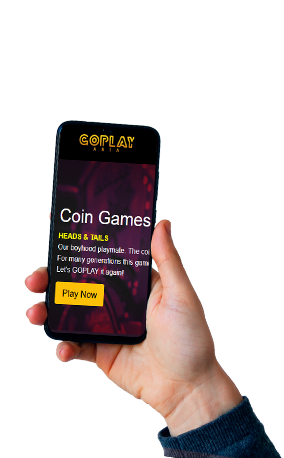 GOPLAY
ASIA
Coin Games
HEADS & TAILS
Our boyhood playmate. The coi
For many generations this game
Let's GOPLAY it again!
Play Now